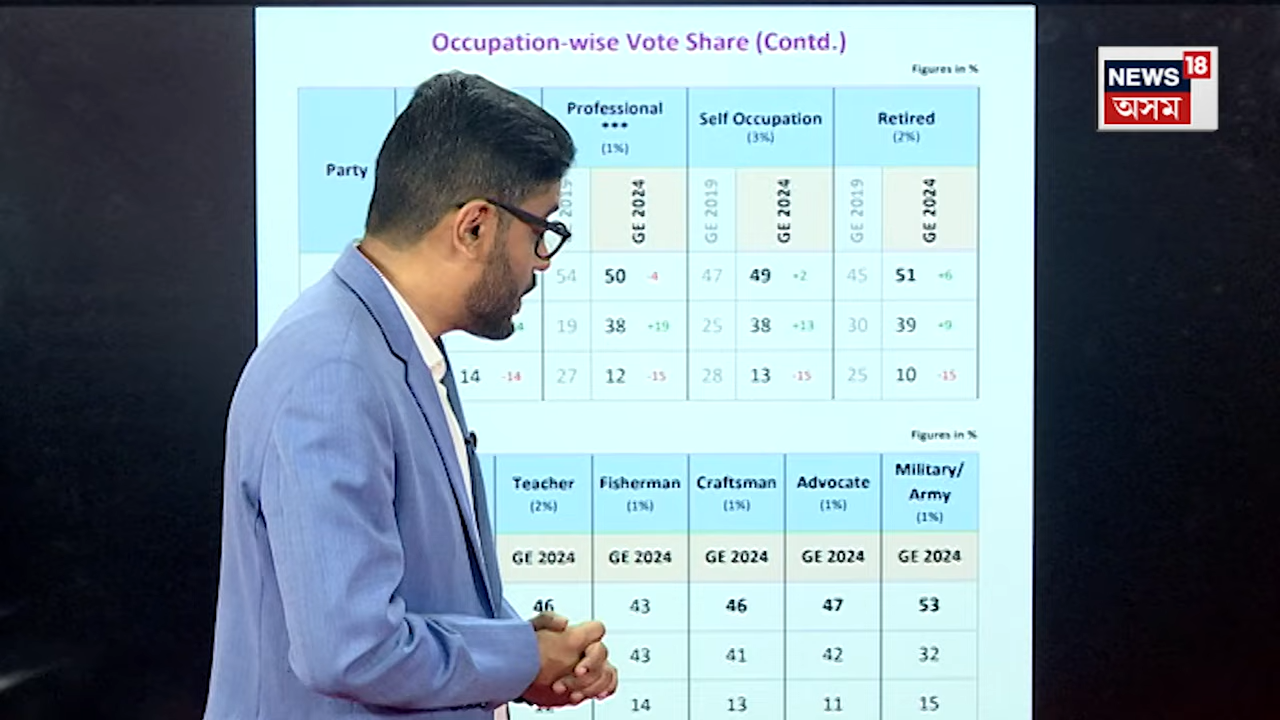 Occupation-wise Vote Share (Contd.)
Figures in %
NEWS 18
অসম
Party
Professional
***
(1%)
Self Occupation
(3%)
Retired
(2%)
2019
GE 2024
GE 2019
GE 2024
GE 2019
GE 2024
54 50 -4 47 49 +2 45 51 +6
19 38 +19 25 38 +13 30 39 +9
14 -14 27 12 -15 28 13 -15 25 10 -15
Figures in %
Teacher
(2%)
Fisherman
(1%)
Craftsman
(1%)
Advocate
(1%)
Military/
Army
(1%)
GE 2024 GE 2024 GE 2024 GE 2024 GE 2024
46 43 46 47 53
43 41 42 32
14 13 11 15